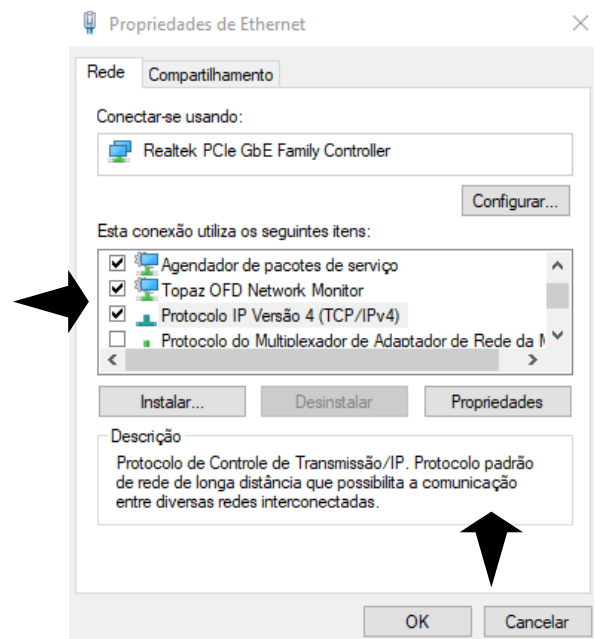 Propriedades de Ethernet
Rede Compartilhamento
Conectar-se usando:
Realtek PCIe GbE Family Controller
Configurar...
Esta conexão utiliza os seguintes itens:
Agendador de pacotes de serviço
Topaz OFD Network Monitor
Protocolo IP Versão 4 (TCP/IPv4)
Protocolo do Multiplexador de Adaptador de Rede da
Instalar... Desinstalar Propriedades
Descrição
Protocolo de Controle de Transmissão/IP. Protocolo padrão
de rede de longa distância que possibilita a comunicação
entre diversas redes interconectadas.
OK Cancelar